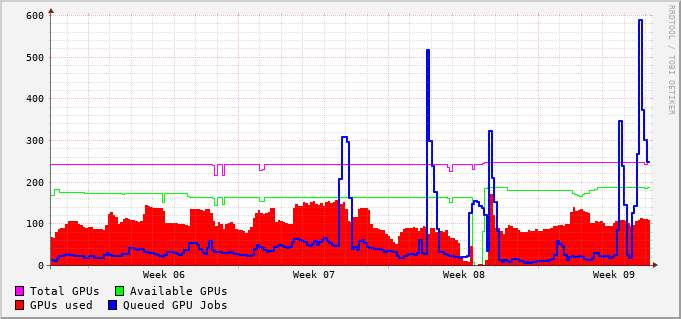 600
500
400
300
200
100
0
Week 06 Week 07 Week 08 Week 09
Total GPUs Available GPUs
GPUs used Queued GPU Jobs
RRDTOOL / TOBI OETIKER